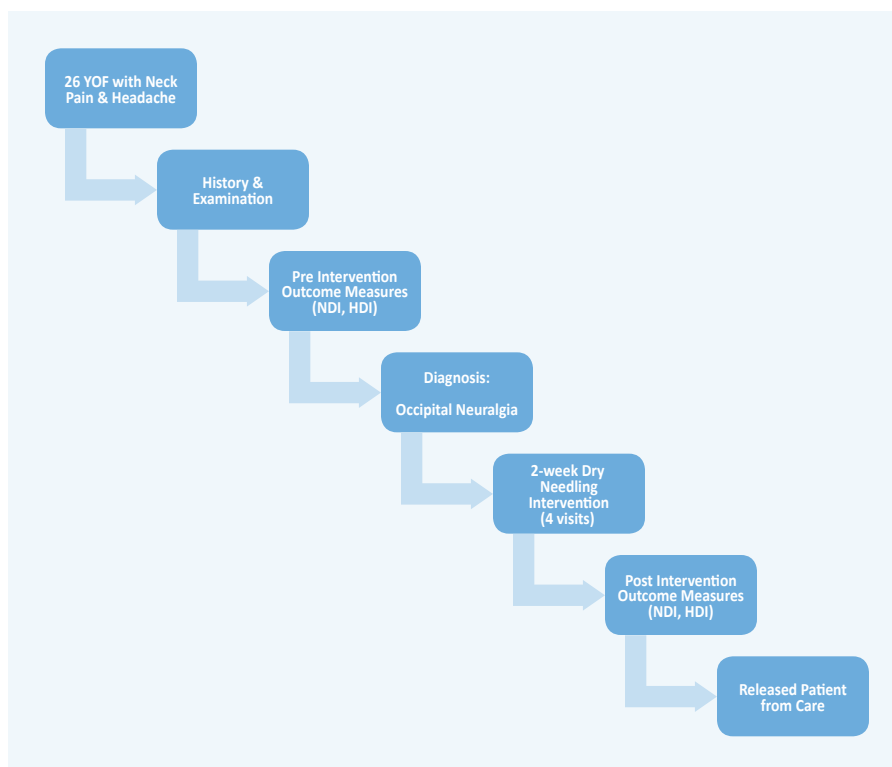 26 YOF with Neck
Pain & Headache
History &
Examination
Pre Intervention
Outcome Measures
(NDI, HDI)
Diagnosis:
Occipital Neuralgia
2-week Dry
Needling
Intervention
(4 visits)
Post Intervention
Outcome Measures
(NDI, HDI)
Released Patient
from Care